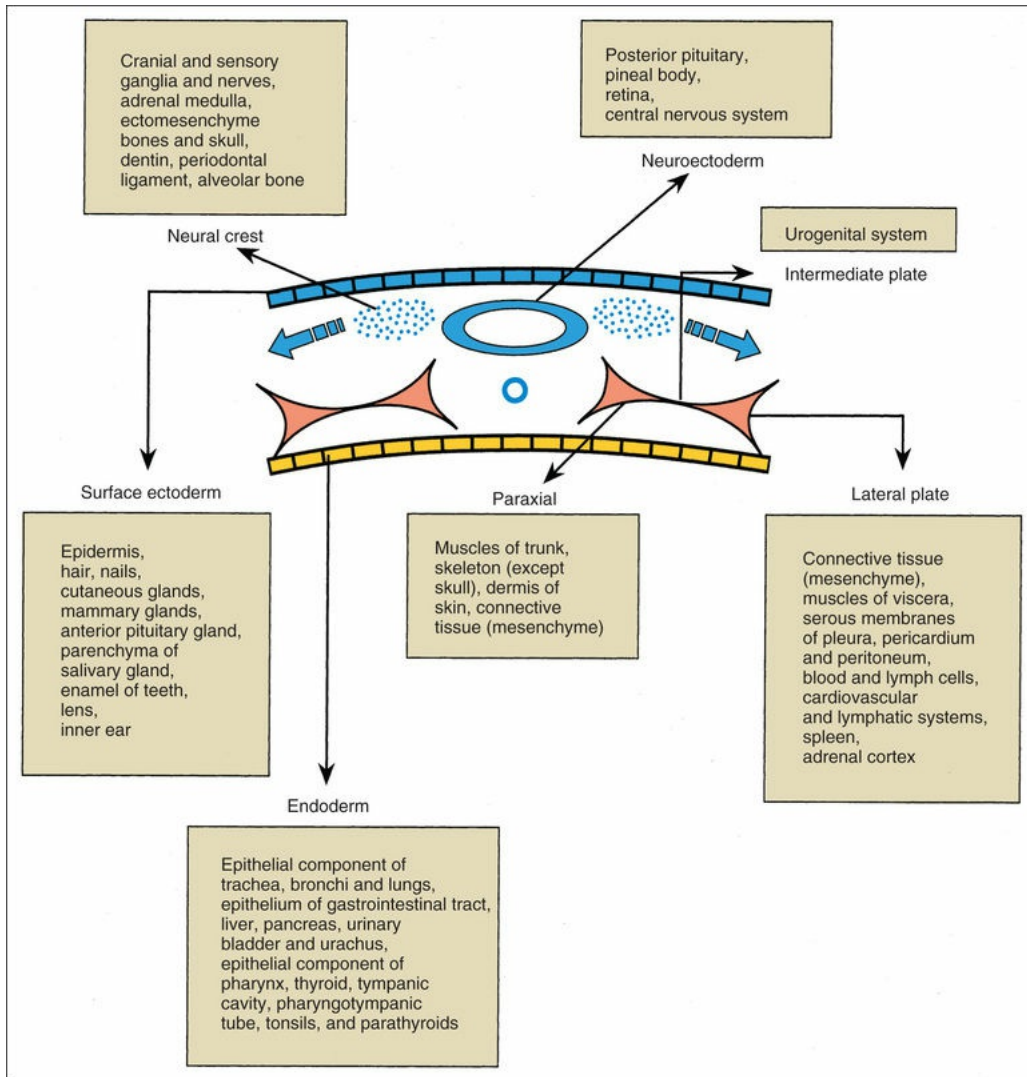 Cranial and sensory
ganglia and nerves,
adrenal medulla,
ectomesenchyme
bones and skull,
dentin, periodontal
ligament, alveolar bone
Neural crest
Posterior pituitary,
pineal body,
retina,
central nervous system
Neuroectoderm
Urogenital system
Intermediate plate
Surface ectoderm
Epidermis,
hair, nails,
cutaneous glands,
mammary glands,
anterior pituitary gland,
parenchyma of
salivary gland,
enamel of teeth,
lens,
inner ear
Paraxial
Muscles of trunk,
skeleton (except
skull), dermis of
skin, connective
tissue (mesenchyme)
Lateral plate
Connective tissue
(mesenchyme),
muscles of viscera,
serous membranes
of pleura, pericardium
and peritoneum,
blood and lymph cells,
cardiovascular
and lymphatic systems,
spleen,
adrenal cortex
Endoderm
Epithelial component of
trachea, bronchi and lungs,
epithelium of gastrointestinal tract,
liver, pancreas, urinary
bladder and urachus,
epithelial component of
pharynx, thyroid, tympanic
cavity, pharyngotympanic
tube, tonsils, and parathyroids